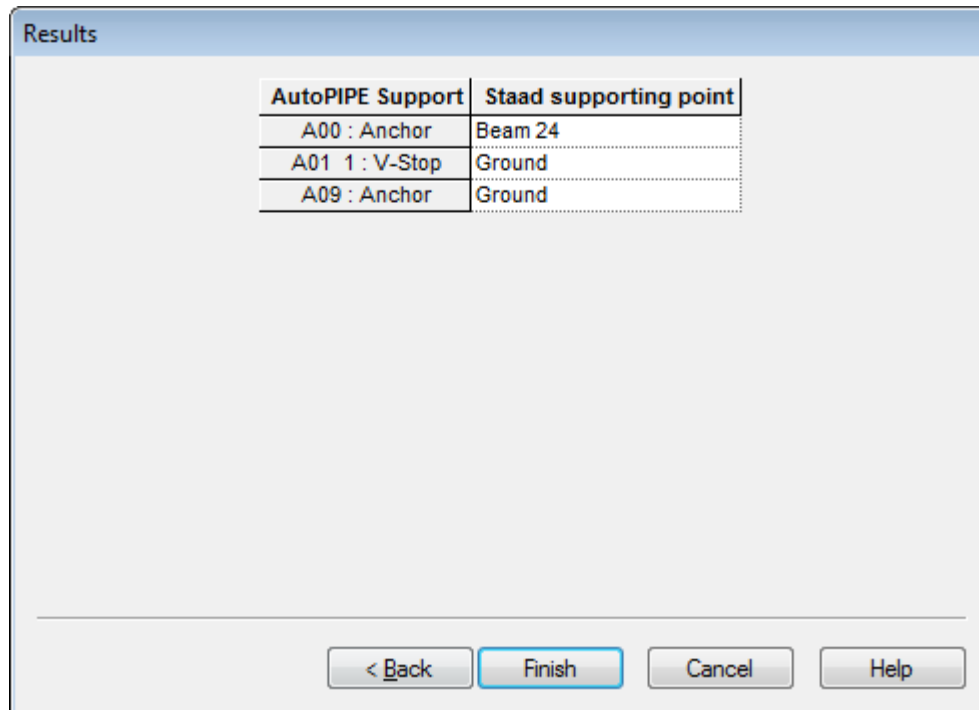 Results
AutoPIPE Support Staad supporting point
A00 : Anchor Beam 24
A01 1 : V-Stop Ground
A09 : Anchor Ground
< Back Finish Cancel Help